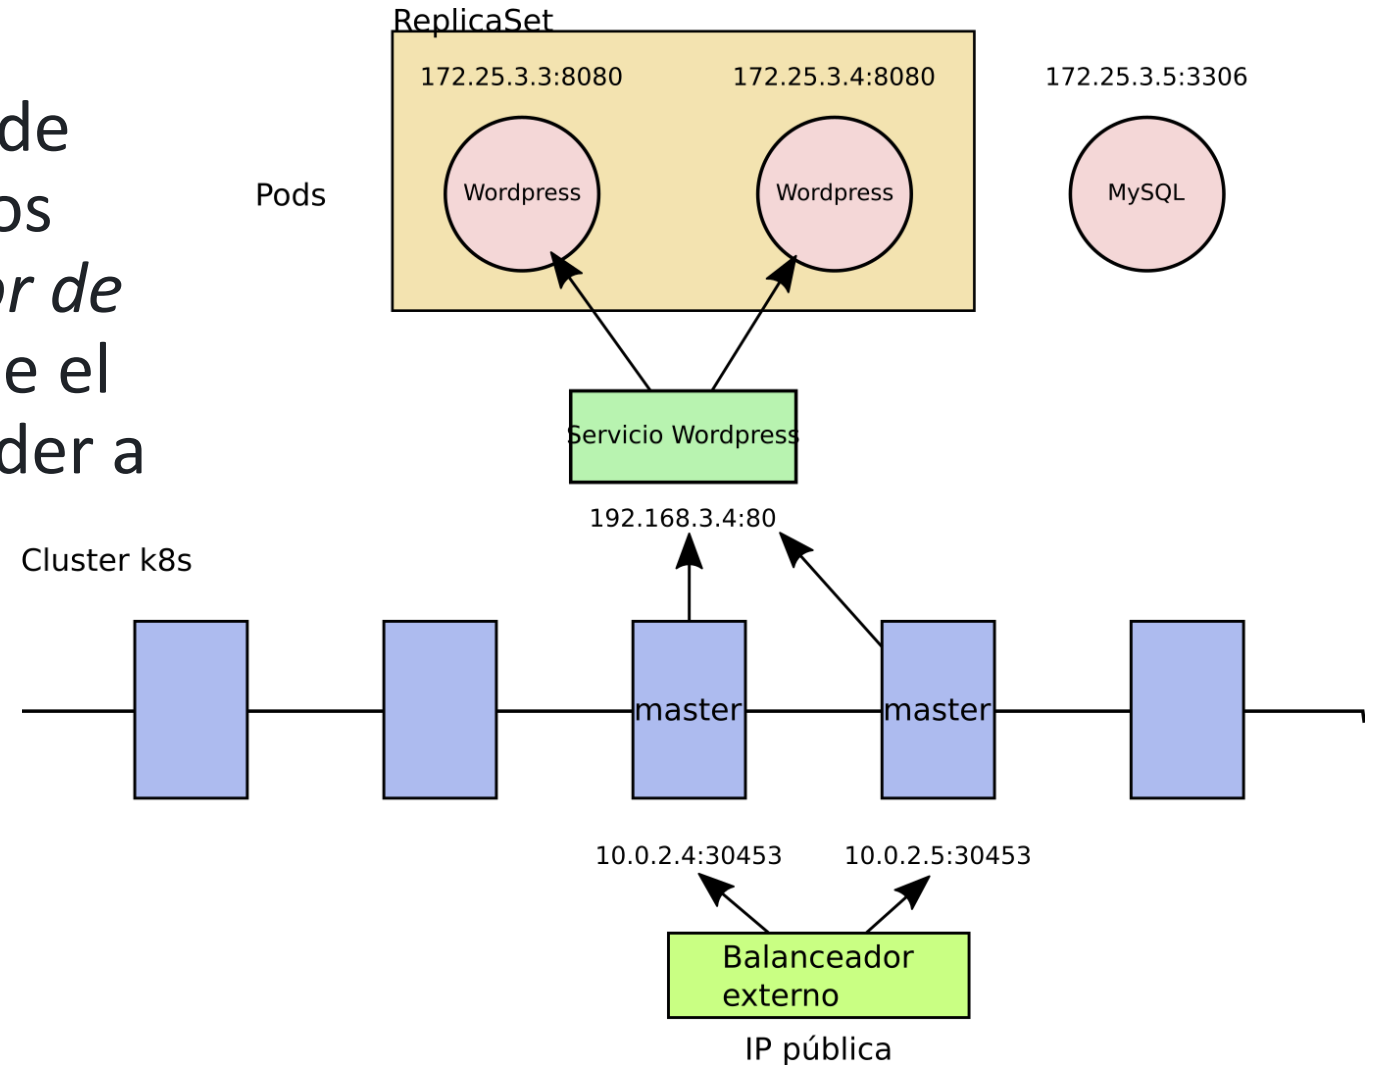 ReplicaSet
172.25.3.3:8080
172.25.3.4:8080
172.25.3.5:3306
de
os
or de
e el
der a
Pods
Wordpress
Wordpress
MySQL
Servicio Wordpress
192.168.3.4:80
Cluster k8s
master
master
10.0.2.4:30453
10.0.2.5:30453
Balanceador
externo
IP pública